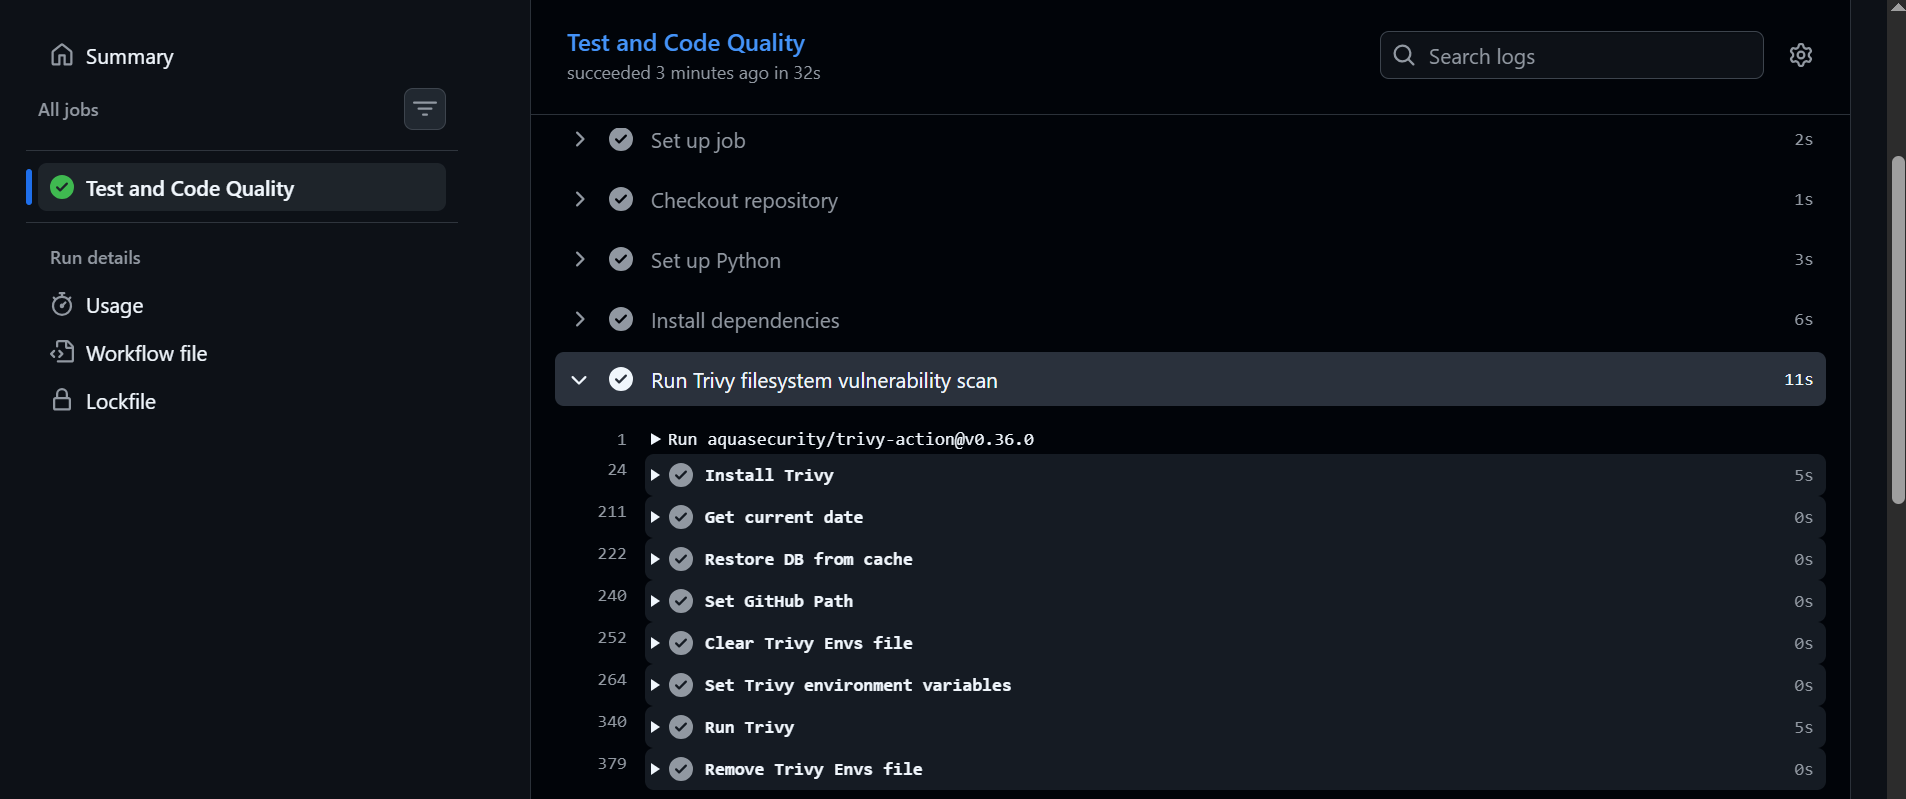 Summary
All jobs
Test and Code Quality
Run details
Usage
Workflow file
Lockfile
Test and Code Quality
succeeded 3 minutes ago in 32s
Search logs
Set up job 2s
Checkout repository 1s
Set up Python 3s
Install dependencies 6s
Run Trivy filesystem vulnerability scan 11s
1 Run aquasecurity/trivy-action@v0.36.0
24 Install Trivy 5s
211 Get current date 0s
222 Restore DB from cache 0s
240 Set GitHub Path 0s
252 Clear Trivy Envs file 0s
264 Set Trivy environment variables 0s
340 Run Trivy 5s
379 Remove Trivy Envs file 0s